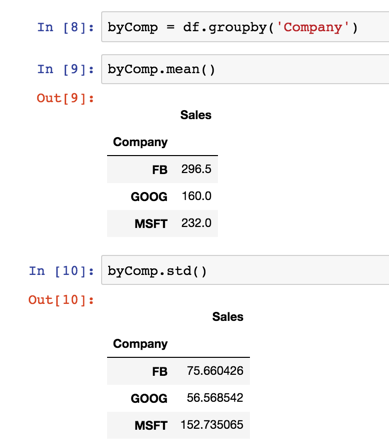 In [8]: byComp = df.groupby('Company')
In [9]: byComp.mean()
Out[9]:
Sales
Company
FB 296.5
GOOG 160.0
MSFT 232.0
In [10]: byComp.std()
Out[10]:
Sales
Company
FB 75.660426
GOOG 56.568542
MSFT 152.735065